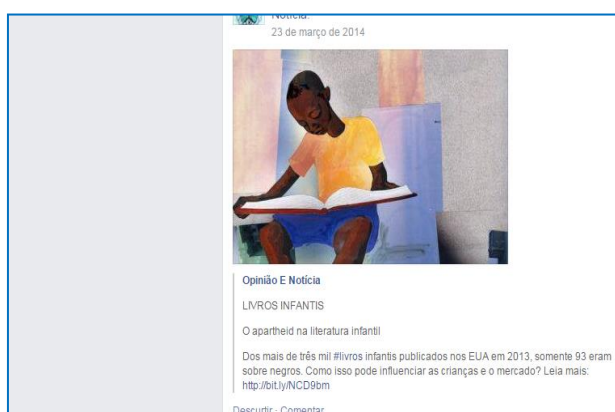 Notícia.
23 de março de 2014
Opinião E Notícia
LIVROS INFANTIS
O apartheid na literatura infantil
Dos mais de três mil #livros infantis publicados nos EUA em 2013, somente 93 eram
sobre negros. Como isso pode influenciar as crianças e o mercado? Leia mais:
http://bit.ly/NCD9bm
Descurtir · Comentar